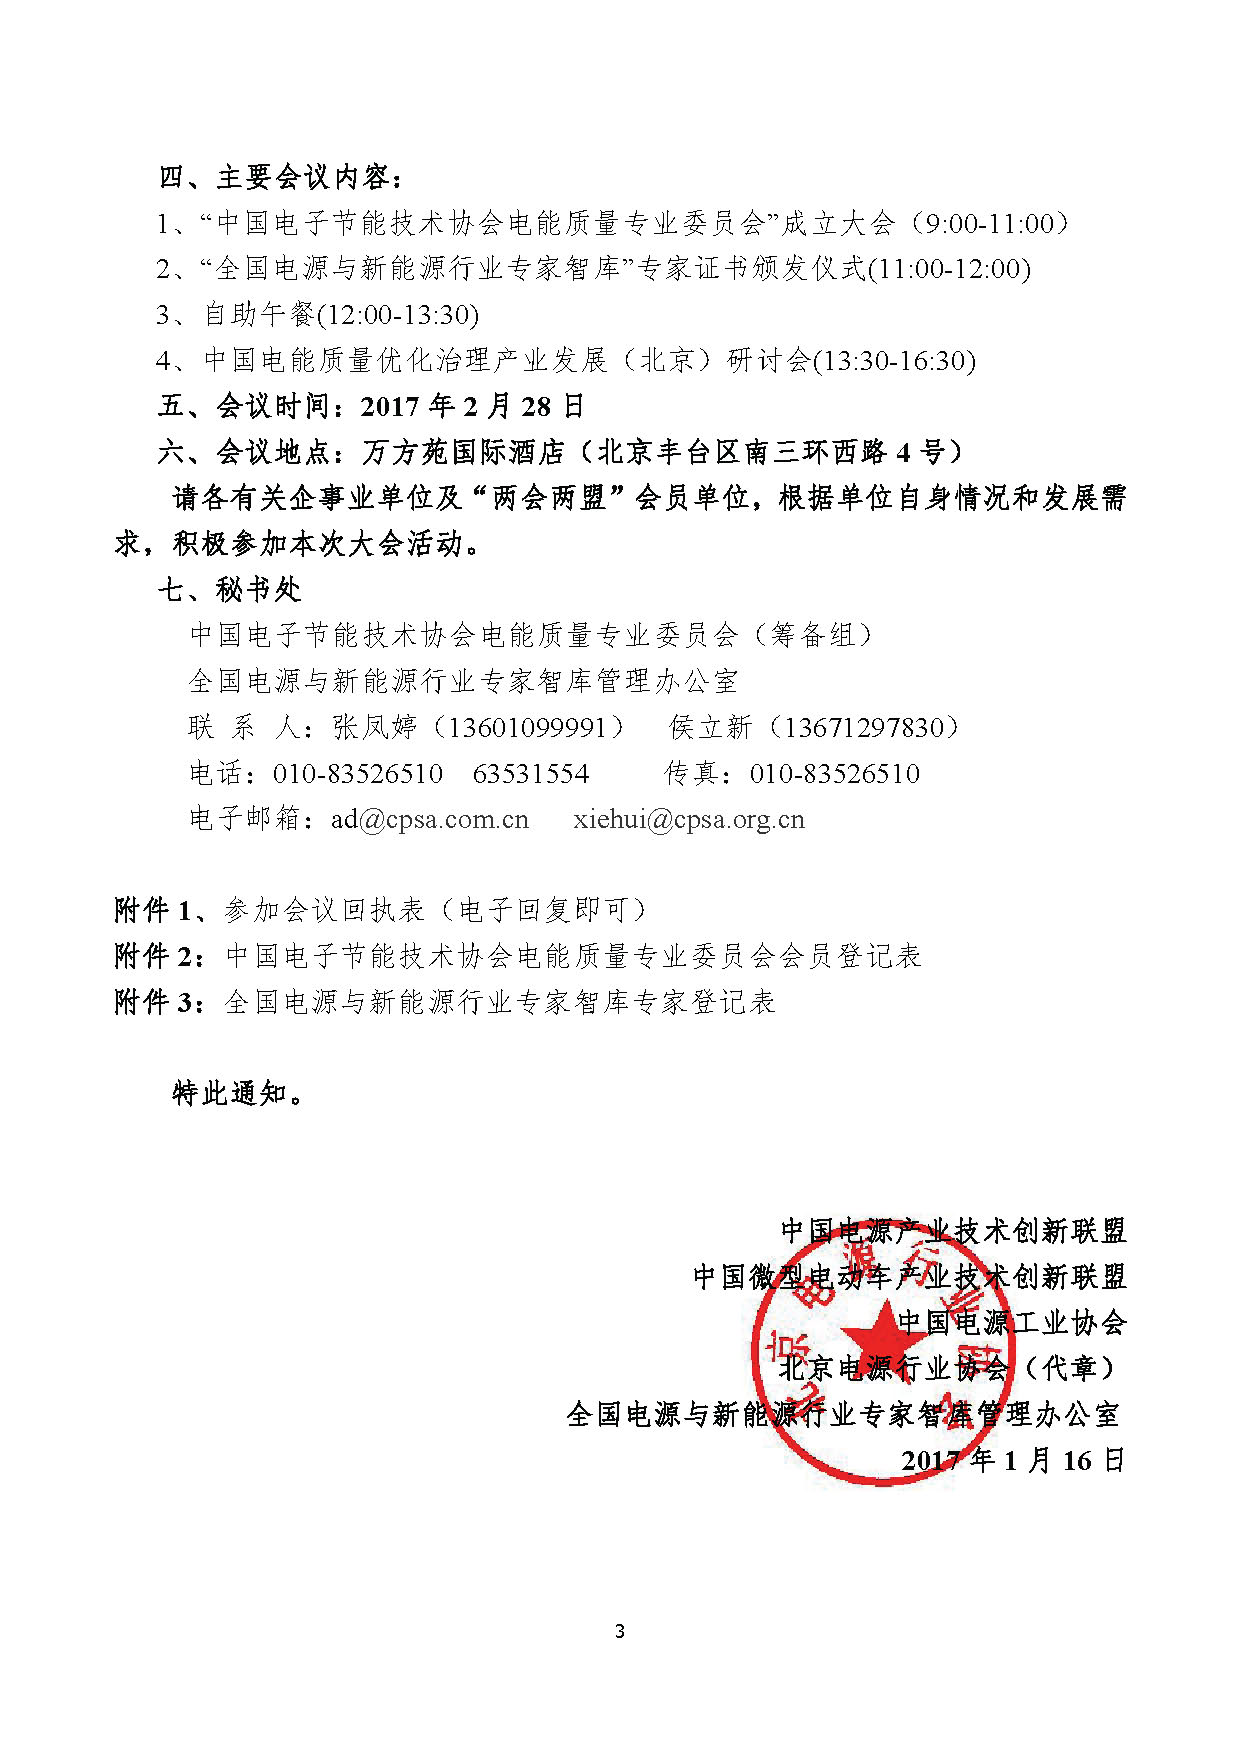 四、主要会议内容：
1、“中国电子节能技术协会电能质量专业委员会”成立大会（9:00-11:00）
2、“全国电源与新能源行业专家智库”专家证书颁发仪式(11:00-12:00)
3、自助午餐(12:00-13:30)
4、中国电能质量优化治理产业发展（北京）研讨会(13:30-16:30)
五、会议时间：2017 年 2 月 28 日
六、会议地点：万方苑国际酒店（北京丰台区南三环西路 4 号）
请各有关企事业单位及“两会两盟”会员单位，根据单位自身情况和发展需
求，积极参加本次大会活动。
七、秘书处
中国电子节能技术协会电能质量专业委员会（筹备组）
全国电源与新能源行业专家智库管理办公室
联 系 人：张凤婷（13601099991） 侯立新（13671297830）
电话：010-83526510 63531554 传真：010-83526510
电子邮箱：ad@cpsa.com.cn xiehui@cpsa.org.cn
附件 1、参加会议回执表（电子回复即可）
附件 2：中国电子节能技术协会电能质量专业委员会会员登记表
附件 3：全国电源与新能源行业专家智库专家登记表
特此通知。
中国电源产业技术创新联盟
中国微型电动车产业技术创新联盟
中国电源工业协会
北京电源行业协会（代章）
全国电源与新能源行业专家智库管理办公室
2017 年 1 月 16 日
北京电源行业协会
3